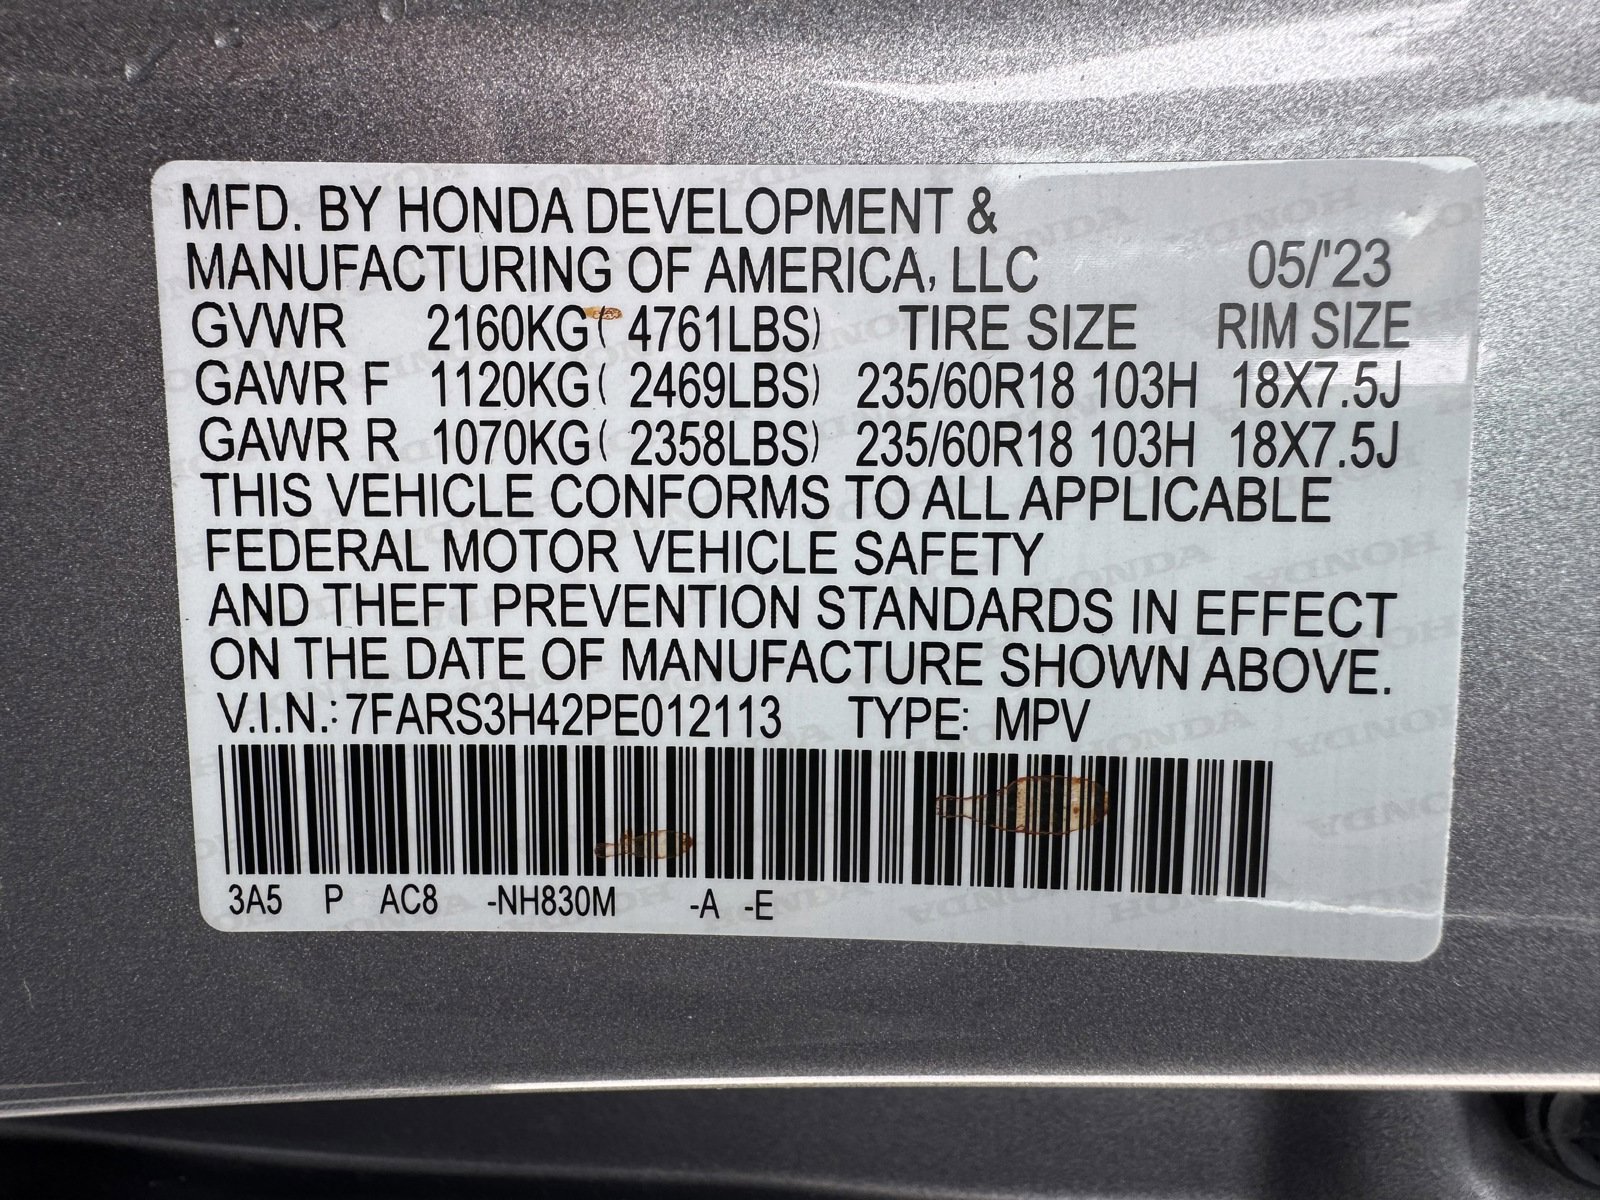 MFD. BY HONDA DEVELOPMENT &
MANUFACTURING OF AMERICA, LLC 05/'23
GVWR 2160KG( 4761LBS) TIRE SIZE RIM SIZE
GAWR F 1120KG( 2469LBS) 235/60R18 103H 18X7.5J
GAWR R 1070KG( 2358LBS) 235/60R18 103H 18X7.5J
THIS VEHICLE CONFORMS TO ALL APPLICABLE
FEDERAL MOTOR VEHICLE SAFETY
AND THEFT PREVENTION STANDARDS IN EFFECT
ON THE DATE OF MANUFACTURE SHOWN ABOVE.
V.I.N.: 7FARS3H42PE012113 TYPE: MPV
3A5 P AC8 -NH830M -A -E